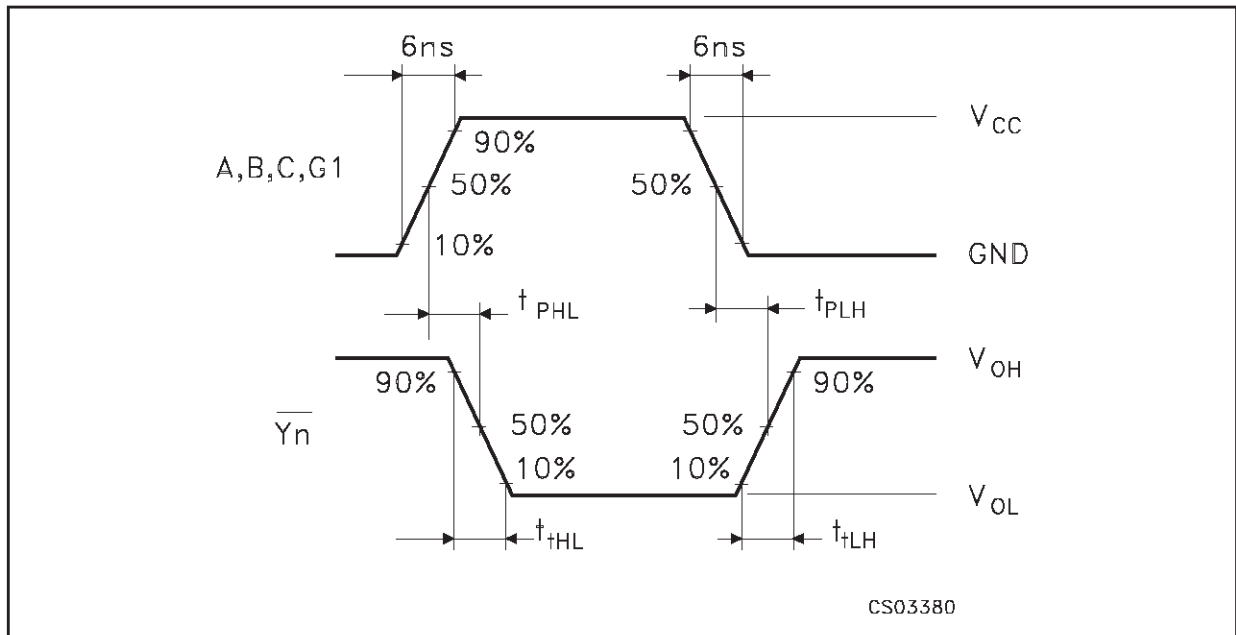 6ns 6ns
V_CC
90%
A,B,C,G1
50% 50%
10%
GND
t_PHL t_PLH
V_OH
90% 90%
Yn
50% 50%
10% 10%
V_OL
t_tHL t_tLH
CS03380